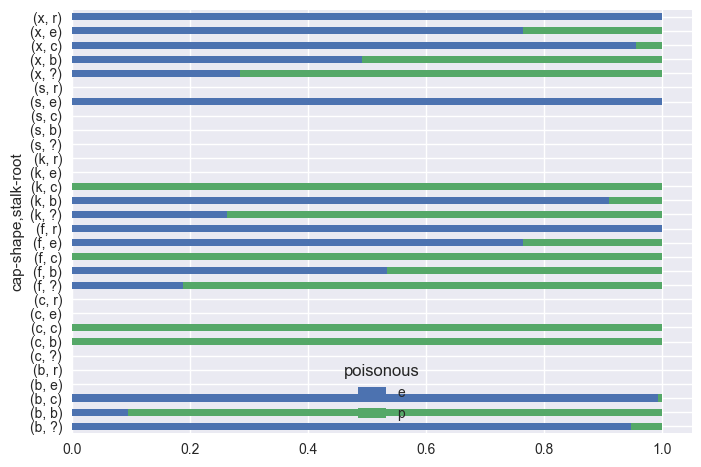 (x, r)
(x, e)
(x, c)
(x, b)
(x, ?)
(s, r)
(s, e)
(s, c)
(s, b)
(s, ?)
(k, r)
(k, e)
(k, c)
(k, b)
(k, ?)
(f, r)
(f, e)
(f, c)
(f, b)
(f, ?)
(c, r)
(c, e)
(c, c)
(c, b)
(c, ?)
(b, r)
(b, e)
(b, c)
(b, b)
(b, ?)
cap-shape,stalk-root
poisonous
e
p
0.0 0.2 0.4 0.6 0.8 1.0